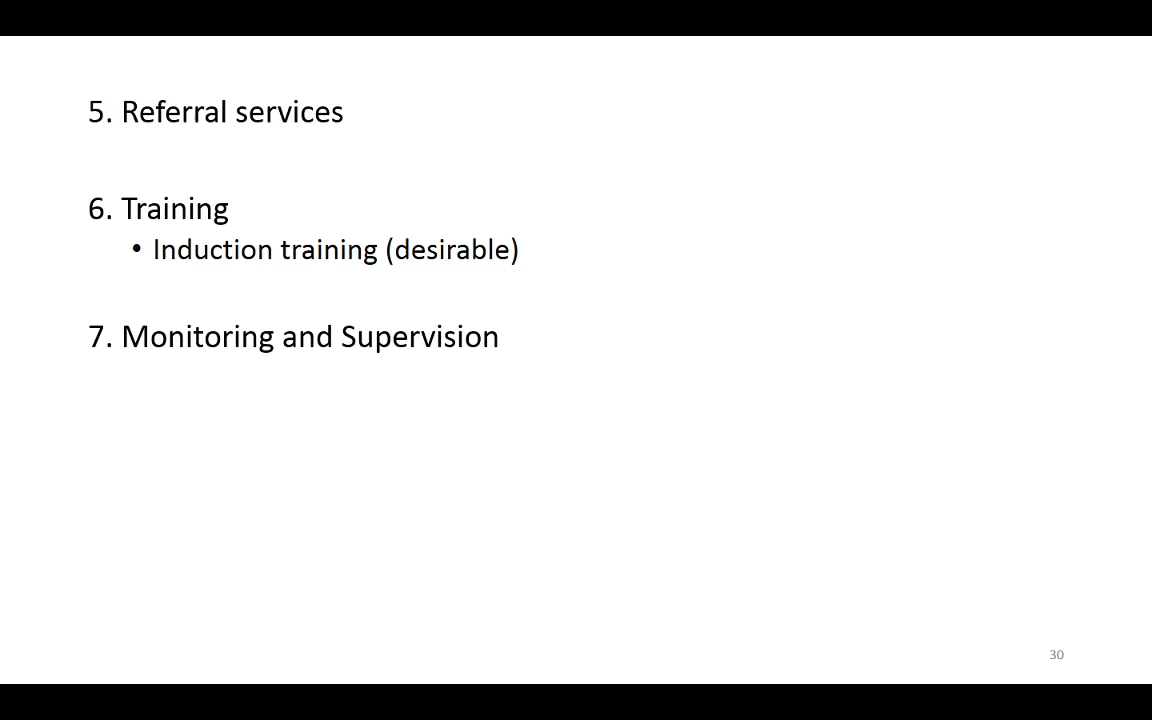 5. Referral services
6. Training
• Induction training (desirable)
7. Monitoring and Supervision
30